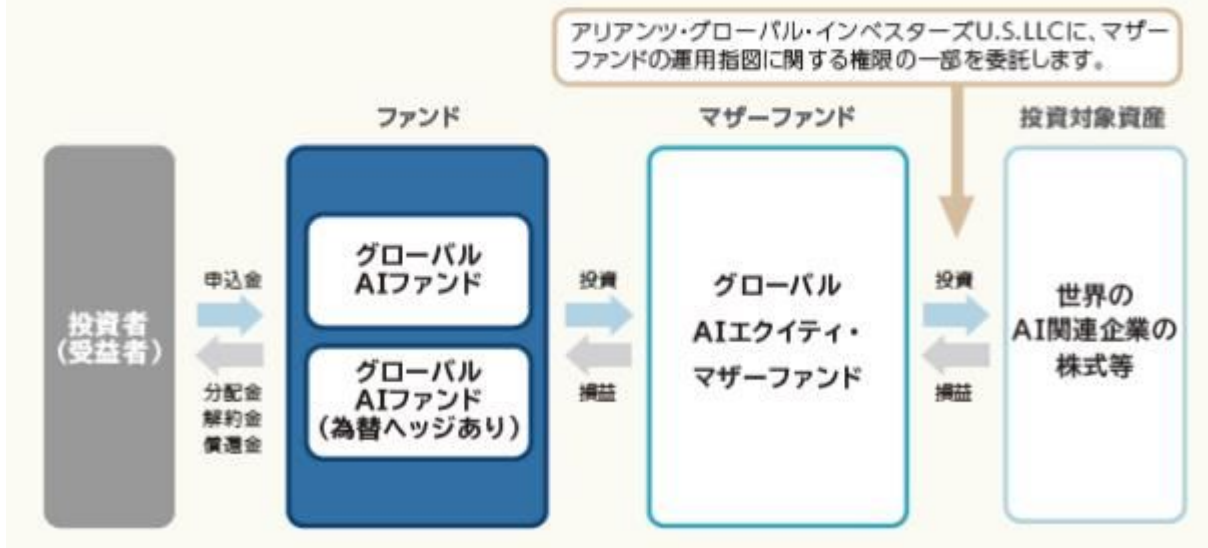 アリアンツ・グローバル・インベスターズU.S.LLCに、マザー
ファンドの運用指図に関する権限の一部を委託します。
ファンド
マザーファンド
投資対象資産
投資者
(受益者)
申込金
分配金
解約金
償還金
グローバル
AIファンド
グローバル
AIファンド
(為替ヘッジあり)
投資
損益
グローバル
AIエクイティ・
マザーファンド
投資
損益
世界の
AI関連企業の
株式等